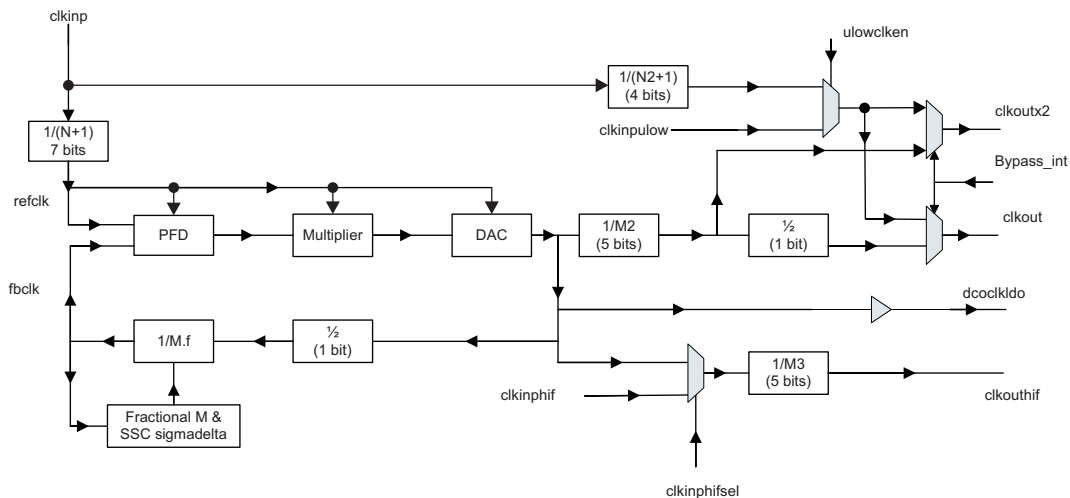 clkinp
ulowclken
1/(N2+1)
(4 bits)
clkoutx2
1/(N+1)
7 bits
clkinpulow
Bypass_int
refclk
clkout
PFD
Multiplier
DAC
1/M2
(5 bits)
½
(1 bit)
fbclk
dcoclkldo
1/M.f
½
(1 bit)
1/M3
(5 bits)
clkinphif
clkouthif
Fractional M &
SSC sigmadelta
clkinphifsel